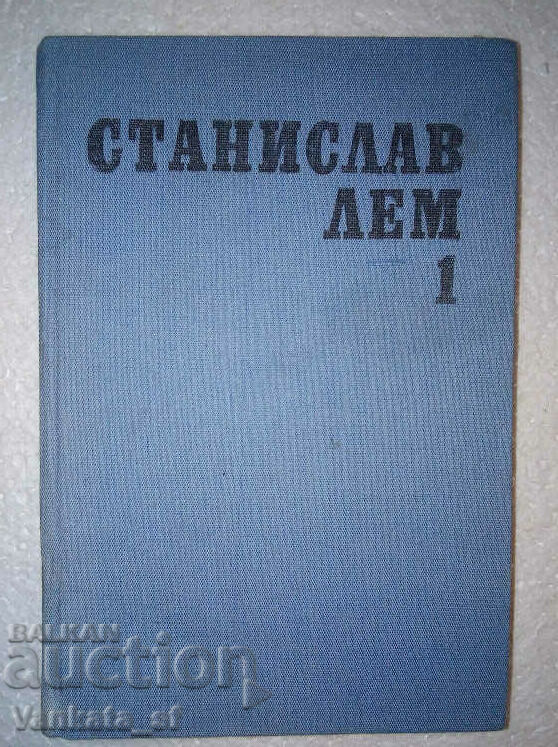 СТАНИСЛАВ
ЛЕМ
1
BALKAN
auction
Vankata_sf